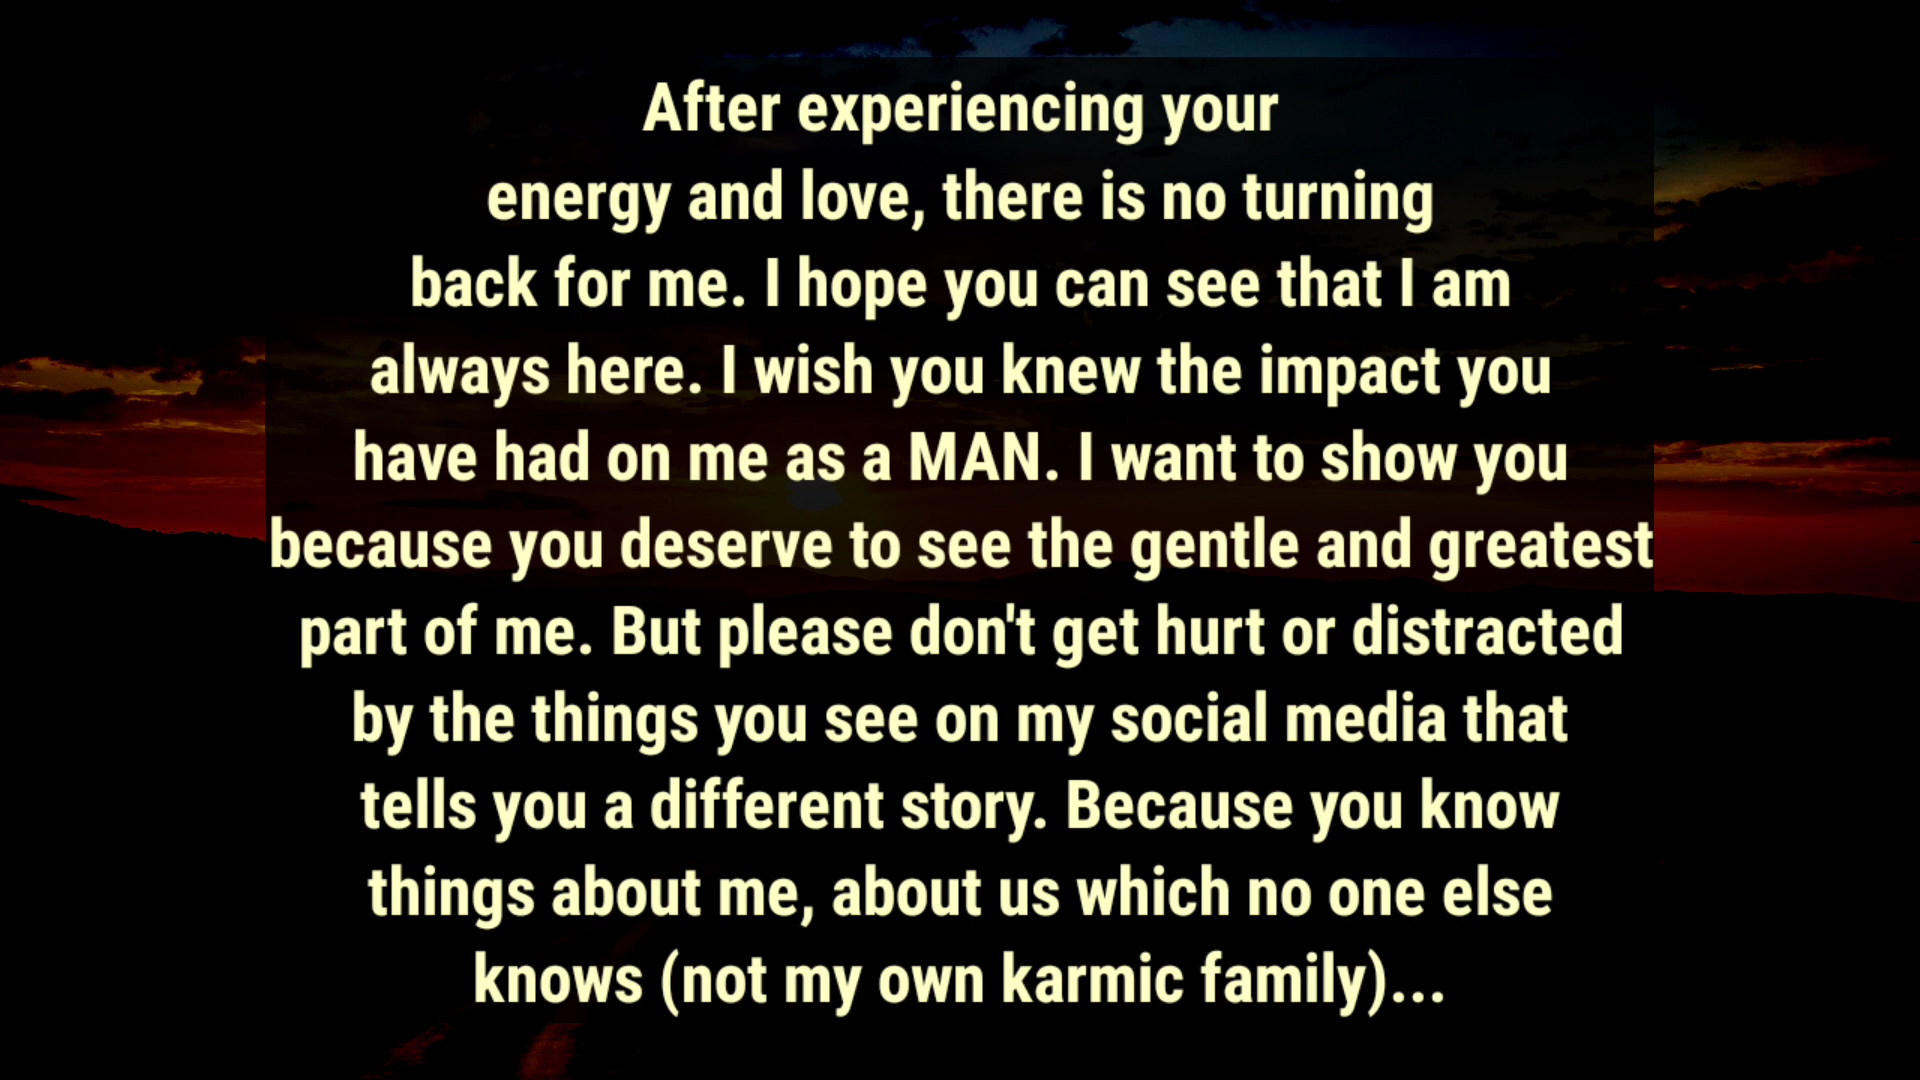 After experiencing your
energy and love, there is no turning
back for me. I hope you can see that I am
always here. I wish you knew the impact you
have had on me as a MAN. I want to show you
because you deserve to see the gentle and greatest
part of me. But please don't get hurt or distracted
by the things you see on my social media that
tells you a different story. Because you know
things about me, about us which no one else
knows (not my own karmic family)...